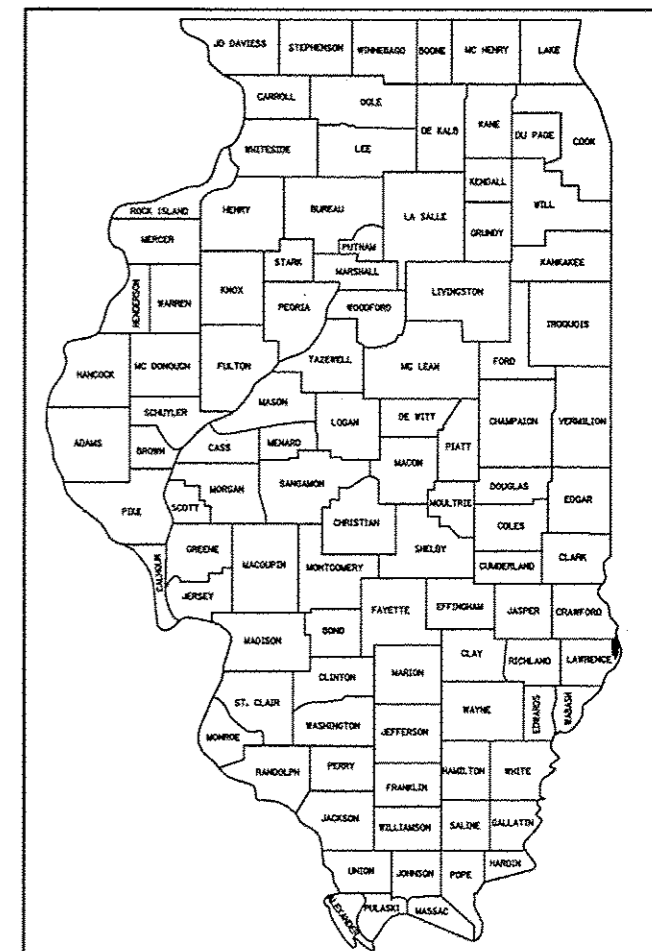 JO DAVIESS
STEPHENSON
WINNEBAGO
BOONE
MC HENRY
LAKE
CARROLL
OGLE
DE KALB
KANE
DU PAGE
COOK
WHITESIDE
LEE
KENDALL
WILL
ROCK ISLAND
HENRY
BUREAU
LA SALLE
GRUNDY
MERCER
PUTNAM
KANKAKEE
STARK
MARSHALL
HENDERSON
WARREN
KNOX
PEORIA
WOODFORD
LIVINGSTON
IROQUOIS
FORD
HANCOCK
MC DONOUGH
FULTON
TAZEWELL
MC LEAN
MASON
SCHUYLER
LOGAN
DE WITT
CHAMPAIGN
VERMILION
ADAMS
BROWN
CASS
MENARD
PIATT
MACON
MORGAN
SANGAMON
DOUGLAS
EDGAR
PIKE
SCOTT
CHRISTIAN
MOULTRIE
COLES
GREENE
MACOUPIN
MONTGOMERY
SHELBY
CUMBERLAND
CLARK
CALHOUN
JERSEY
FAYETTE
EFFINGHAM
JASPER
CRAWFORD
MADISON
BOND
CLAY
RICHLAND
LAWRENCE
CLINTON
MARION
ST. CLAIR
WAYNE
EDWARDS
WABASH
WASHINGTON
JEFFERSON
MONROE
RANDOLPH
PERRY
HAMILTON
WHITE
FRANKLIN
JACKSON
WILLIAMSON
SALINE
GALLATIN
UNION
JOHNSON
POPE
HARDIN
ALEXANDER
PULASKI
MASSAC